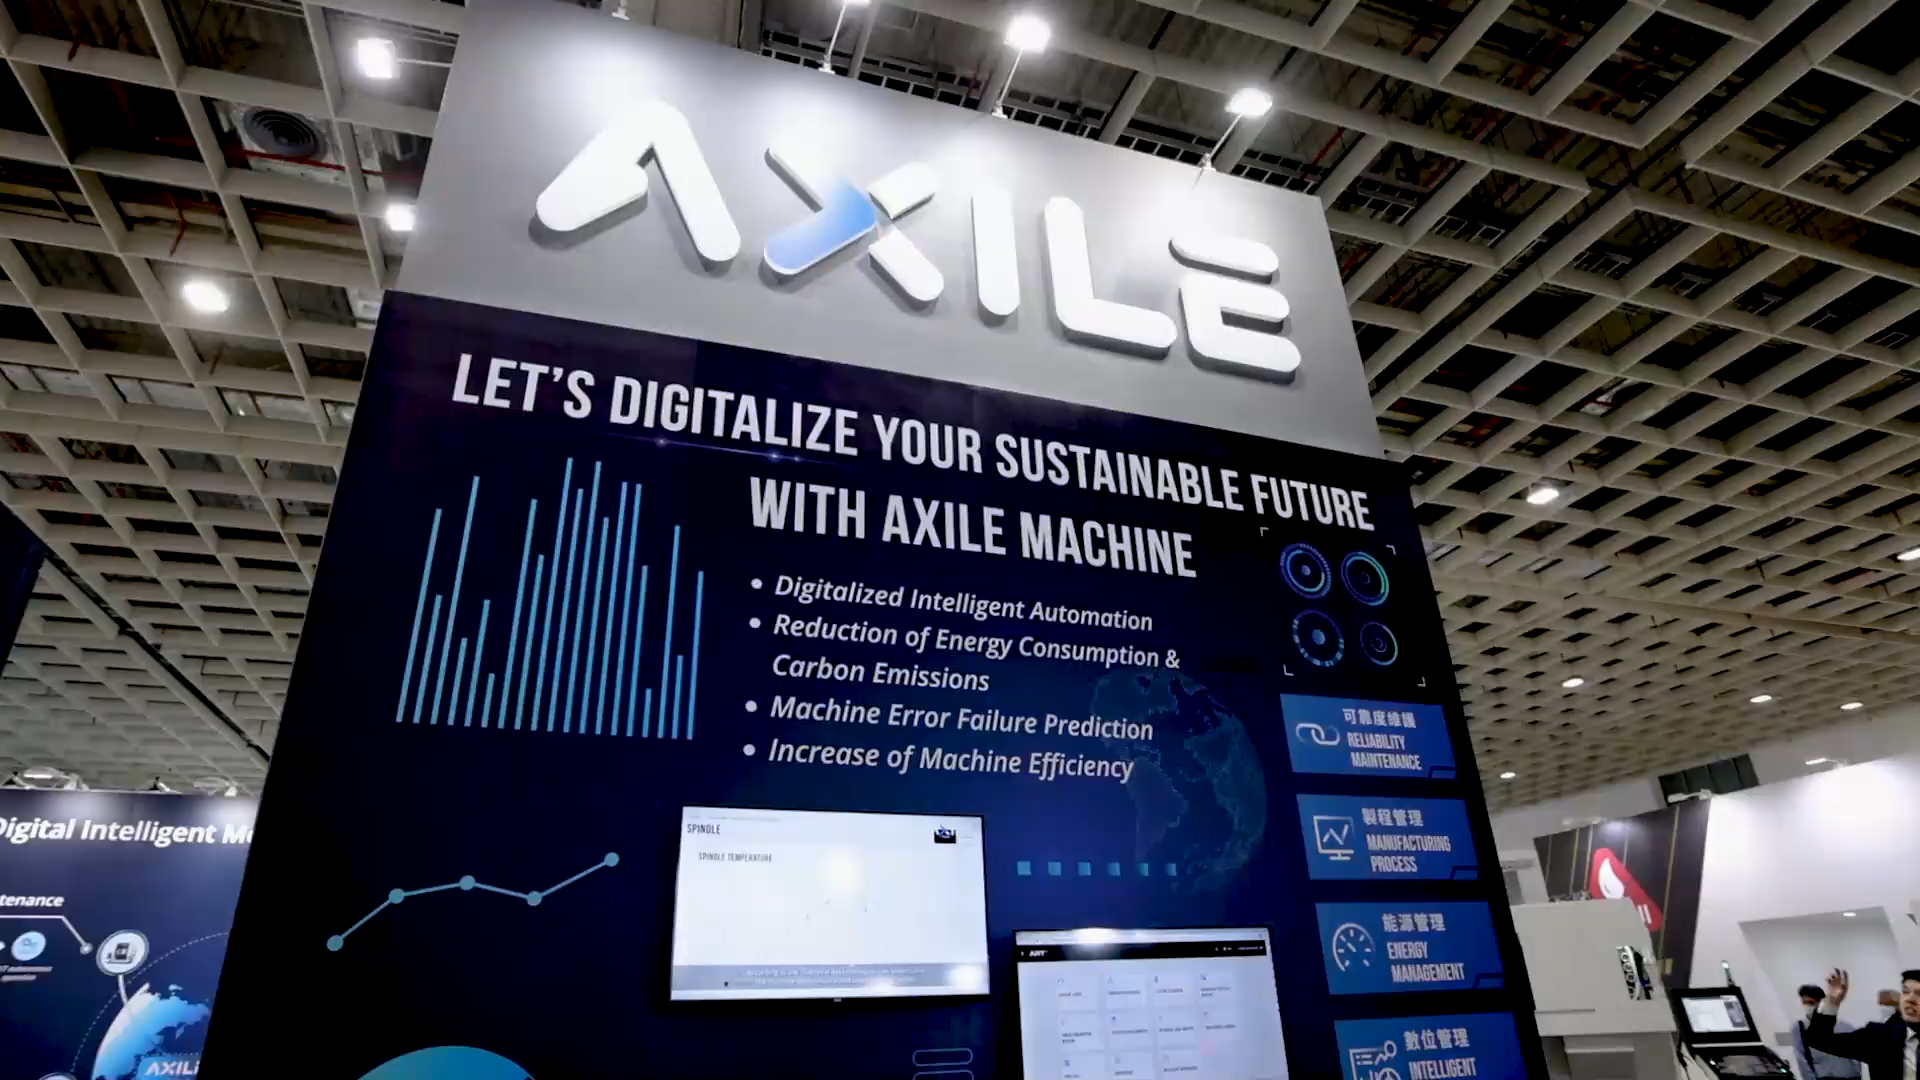 AXILE
LET'S DIGITALIZE YOUR SUSTAINABLE FUTURE
WITH AXILE MACHINE
• Digitalized Intelligent Automation
• Reduction of Energy Consumption &
Carbon Emissions
• Machine Error Failure Prediction
• Increase of Machine Efficiency
可靠度維護
RELIABILITY
MAINTENANCE
製程管理
MANUFACTURING
PROCESS
能源管理
ENERGY
MANAGEMENT
數位管理
INTELLIGENT
SPINDLE
SPINDLE TEMPERATURE
ART
Digital Intelligent
tenance
AXILE